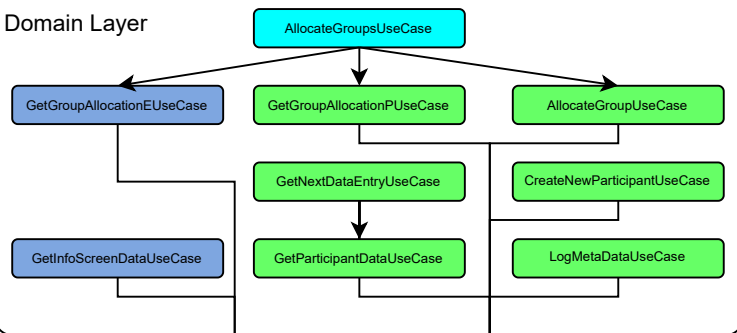 Domain Layer
AllocateGroupsUseCase
GetGroupAllocationEUseCase
GetGroupAllocationPUseCase
AllocateGroupUseCase
GetNextDataEntryUseCase
CreateNewParticipantUseCase
GetInfoScreenDataUseCase
GetParticipantDataUseCase
LogMetaDataUseCase